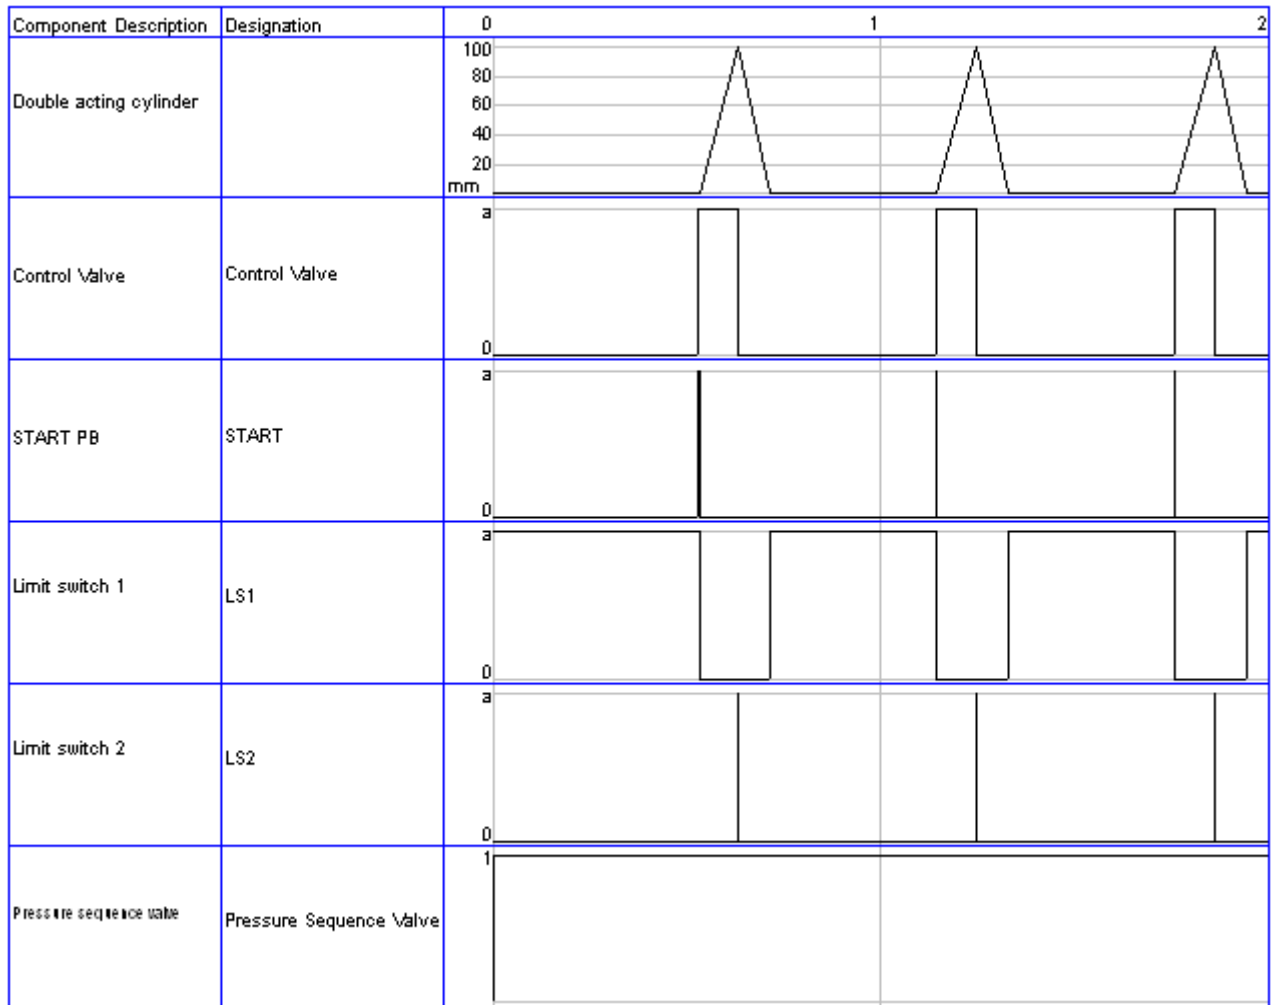 Component Description Designation 0 1 2
100
80
Double acting cylinder
60
40
20
mm
a
Control Valve Control Valve
0
a
START PB START
0
a
Limit switch 1 LS1
0
a
Limit switch 2 LS2
0
1
Pressure sequence valve Pressure Sequence Valve